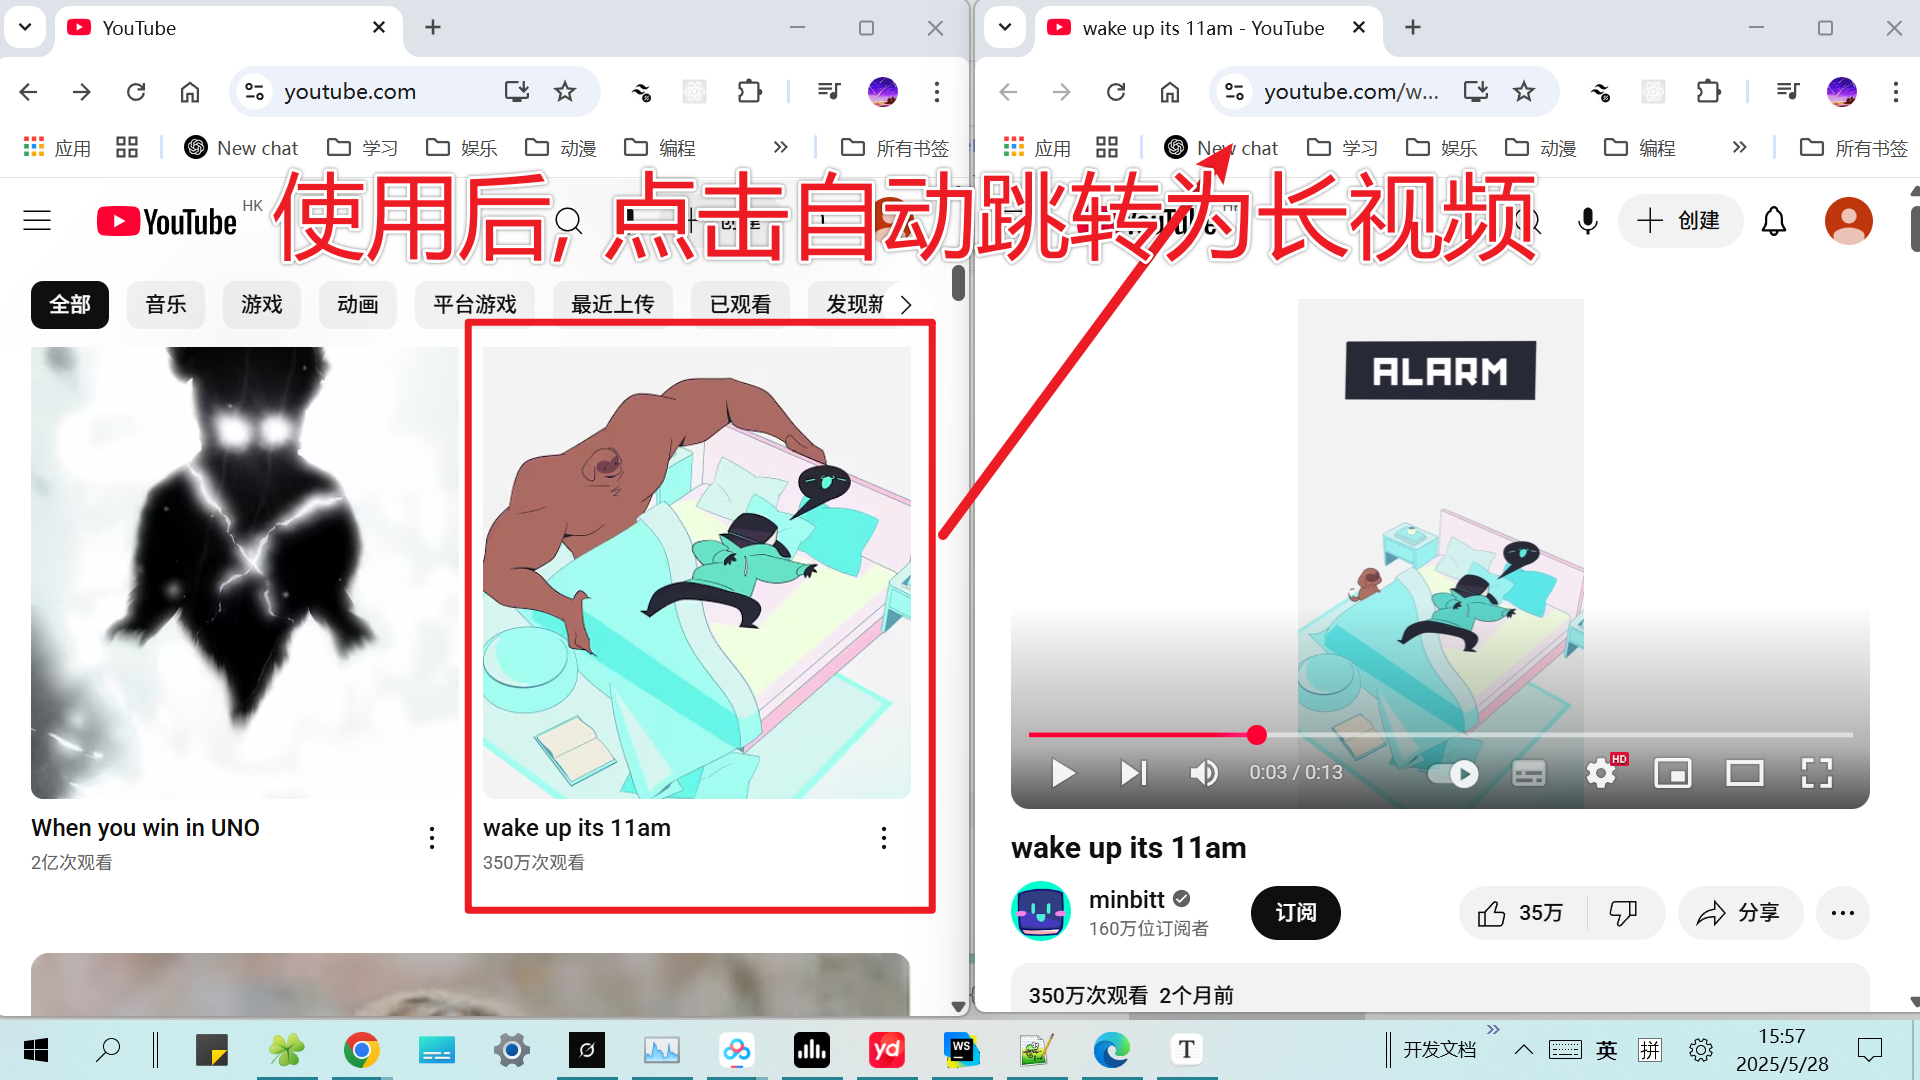 YouTube
wake up its 11am - YouTube
youtube.com
youtube.com/w...
应用
New chat
学习
娱乐
动漫
编程
所有书签
应用
New chat
学习
娱乐
动漫
编程
所有书签
YouTube HK
使用后, 点击自动跳转为长视频
创建
全部
音乐
游戏
动画
平台游戏
最近上传
已观看
发现新
ALARM
When you win in UNO
2亿次观看
wake up its 11am
350万次观看
0:03 / 0:13
HD
wake up its 11am
minbitt
160万位订阅者
订阅
35万
分享
350万次观看 2个月前
yd
WS
T
开发文档
英
拼
15:57
2025/5/28